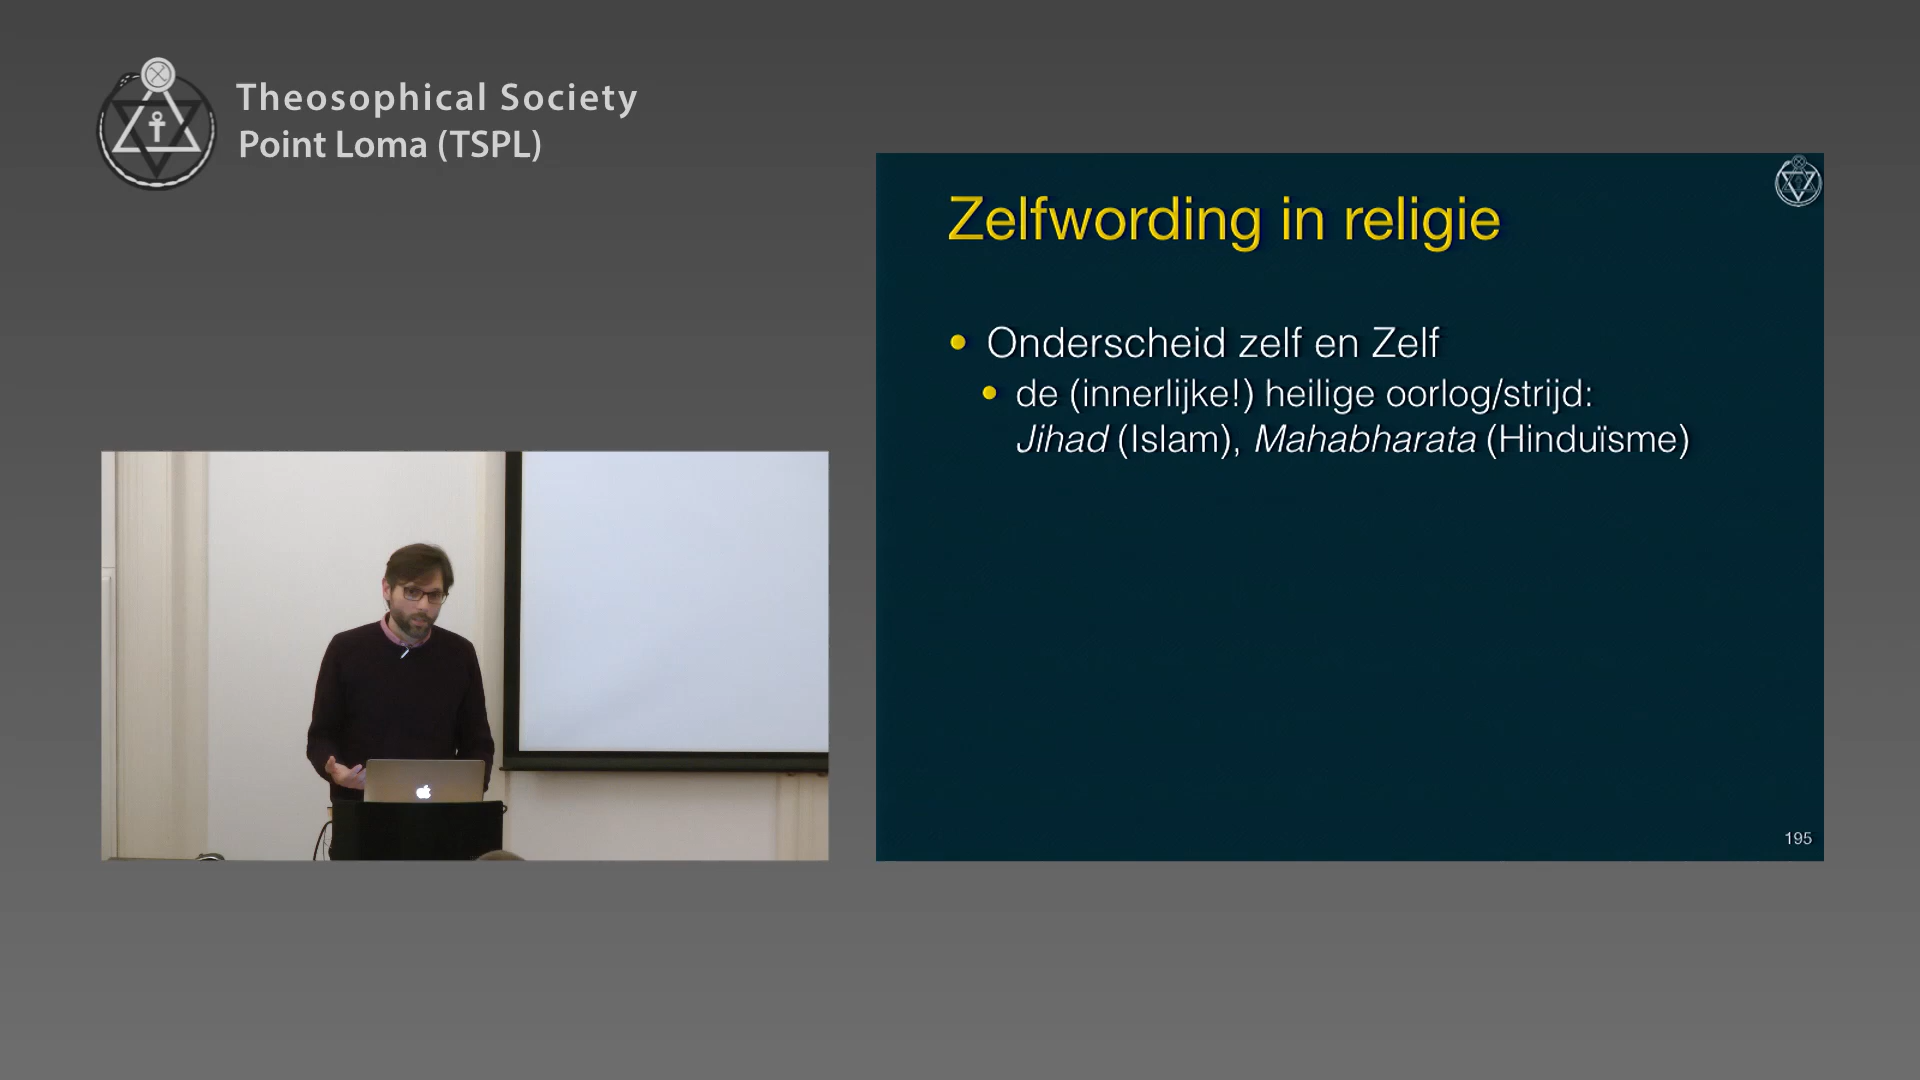 Theosophical Society
Point Loma (TSPL)
Zelfwording in religie
Onderscheid zelf en Zelf
de (innerlijke!) heilige oorlog/strijd:
Jihad (Islam), Mahabharata (Hinduïsme)
195